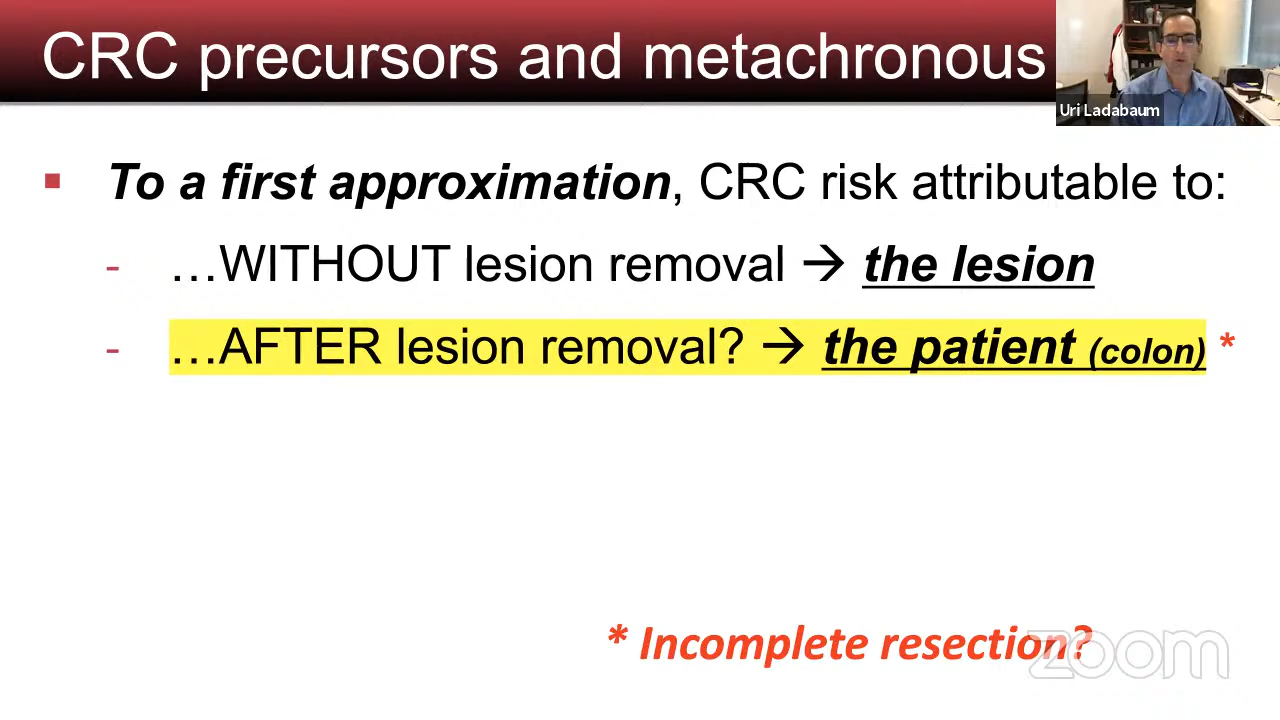 CRC precursors and metachronous
Uri Ladabaum
▪ To a first approximation, CRC risk attributable to:
- …WITHOUT lesion removal → the lesion
- …AFTER lesion removal? → the patient (colon) *
* Incomplete resection?
zoom